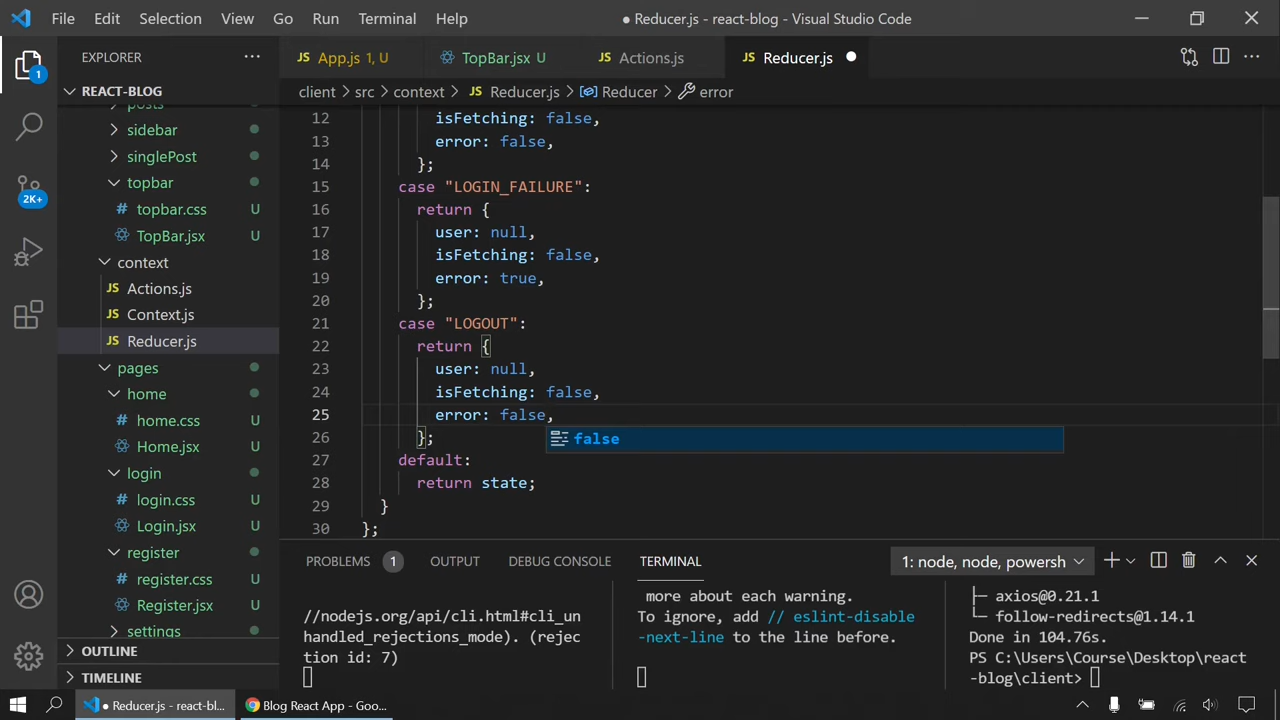 File Edit Selection View Go Run Terminal Help ● Reducer.js - react-blog - Visual Studio Code
1
2K+
EXPLORER ···
REACT-BLOG
posts
sidebar
singlePost
topbar
# topbar.css U
TopBar.jsx U
context
JS Actions.js
JS Context.js
JS Reducer.js
pages
home
# home.css U
Home.jsx U
login
# login.css U
Login.jsx U
register
# register.css U
Register.jsx U
settings
OUTLINE
TIMELINE
JS App.js 1, U TopBar.jsx U JS Actions.js JS Reducer.js ●
client > src > context > JS Reducer.js > Reducer > error
12 isFetching: false,
13 error: false,
14 };
15 case "LOGIN_FAILURE":
16 return {
17 user: null,
18 isFetching: false,
19 error: true,
20 };
21 case "LOGOUT":
22 return {
23 user: null,
24 isFetching: false,
25 error: false,
26 };
false
27 default:
28 return state;
29 }
30 };
PROBLEMS 1 OUTPUT DEBUG CONSOLE TERMINAL 1: node, node, powersh
//nodejs.org/api/cli.html#cli_un
handled_rejections_mode). (rejec
tion id: 7)
more about each warning.
To ignore, add // eslint-disable
-next-line to the line before.
├─ axios@0.21.1
└─ follow-redirects@1.14.1
Done in 104.76s.
PS C:\Users\Course\Desktop\react
-blog\client>
● Reducer.js - react-bl... Blog React App - Goo...